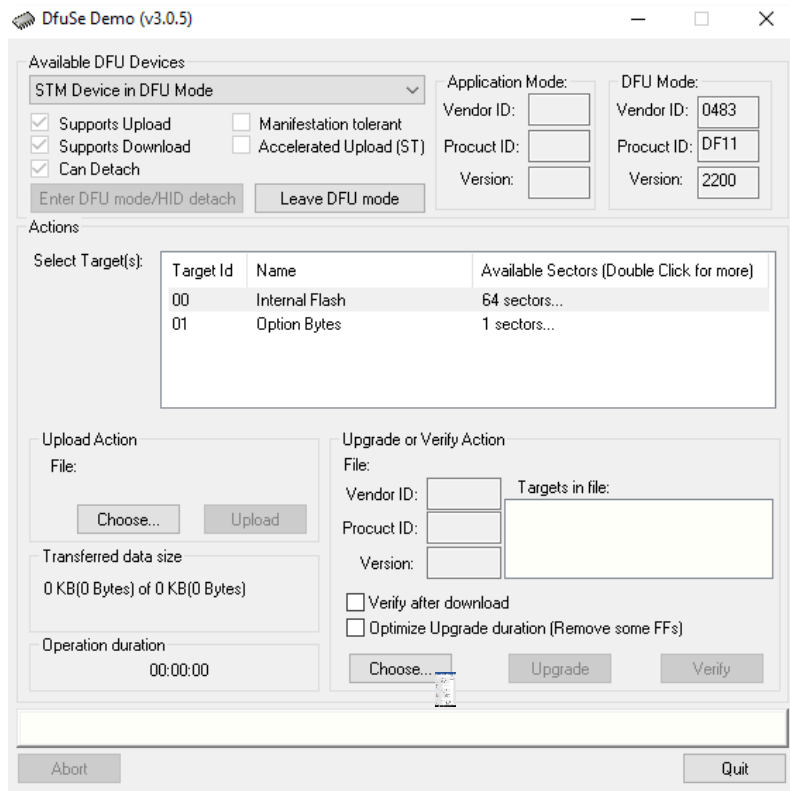 DfuSe Demo (v3.0.5)
Available DFU Devices
STM Device in DFU Mode
Supports Upload
Manifestation tolerant
Supports Download
Accelerated Upload (ST)
Can Detach
Enter DFU mode/HID detach
Leave DFU mode
Application Mode:
Vendor ID:
Procuct ID:
Version:
DFU Mode:
Vendor ID: 0483
Procuct ID: DF11
Version: 2200
Actions
Select Target(s):
Target Id Name Available Sectors (Double Click for more)
00 Internal Flash 64 sectors...
01 Option Bytes 1 sectors...
Upload Action
File:
Choose... Upload
Transferred data size
0 KB(0 Bytes) of 0 KB(0 Bytes)
Operation duration
00:00:00
Upgrade or Verify Action
File:
Vendor ID:
Procuct ID:
Version:
Targets in file:
Verify after download
Optimize Upgrade duration (Remove some FFs)
Choose... Upgrade Verify
Abort Quit